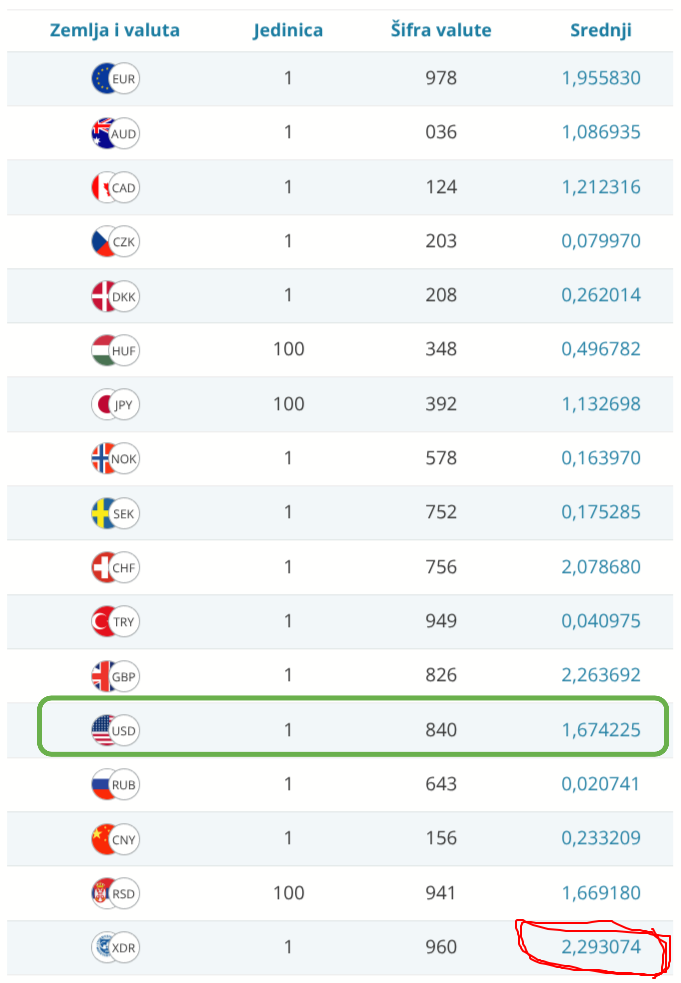 Zemlja i valuta Jedinica Šifra valute Srednji
EUR 1 978 1,955830
AUD 1 036 1,086935
CAD 1 124 1,212316
CZK 1 203 0,079970
DKK 1 208 0,262014
HUF 100 348 0,496782
JPY 100 392 1,132698
NOK 1 578 0,163970
SEK 1 752 0,175285
CHF 1 756 2,078680
TRY 1 949 0,040975
GBP 1 826 2,263692
USD 1 840 1,674225
RUB 1 643 0,020741
CNY 1 156 0,233209
RSD 100 941 1,669180
XDR 1 960 2,293074